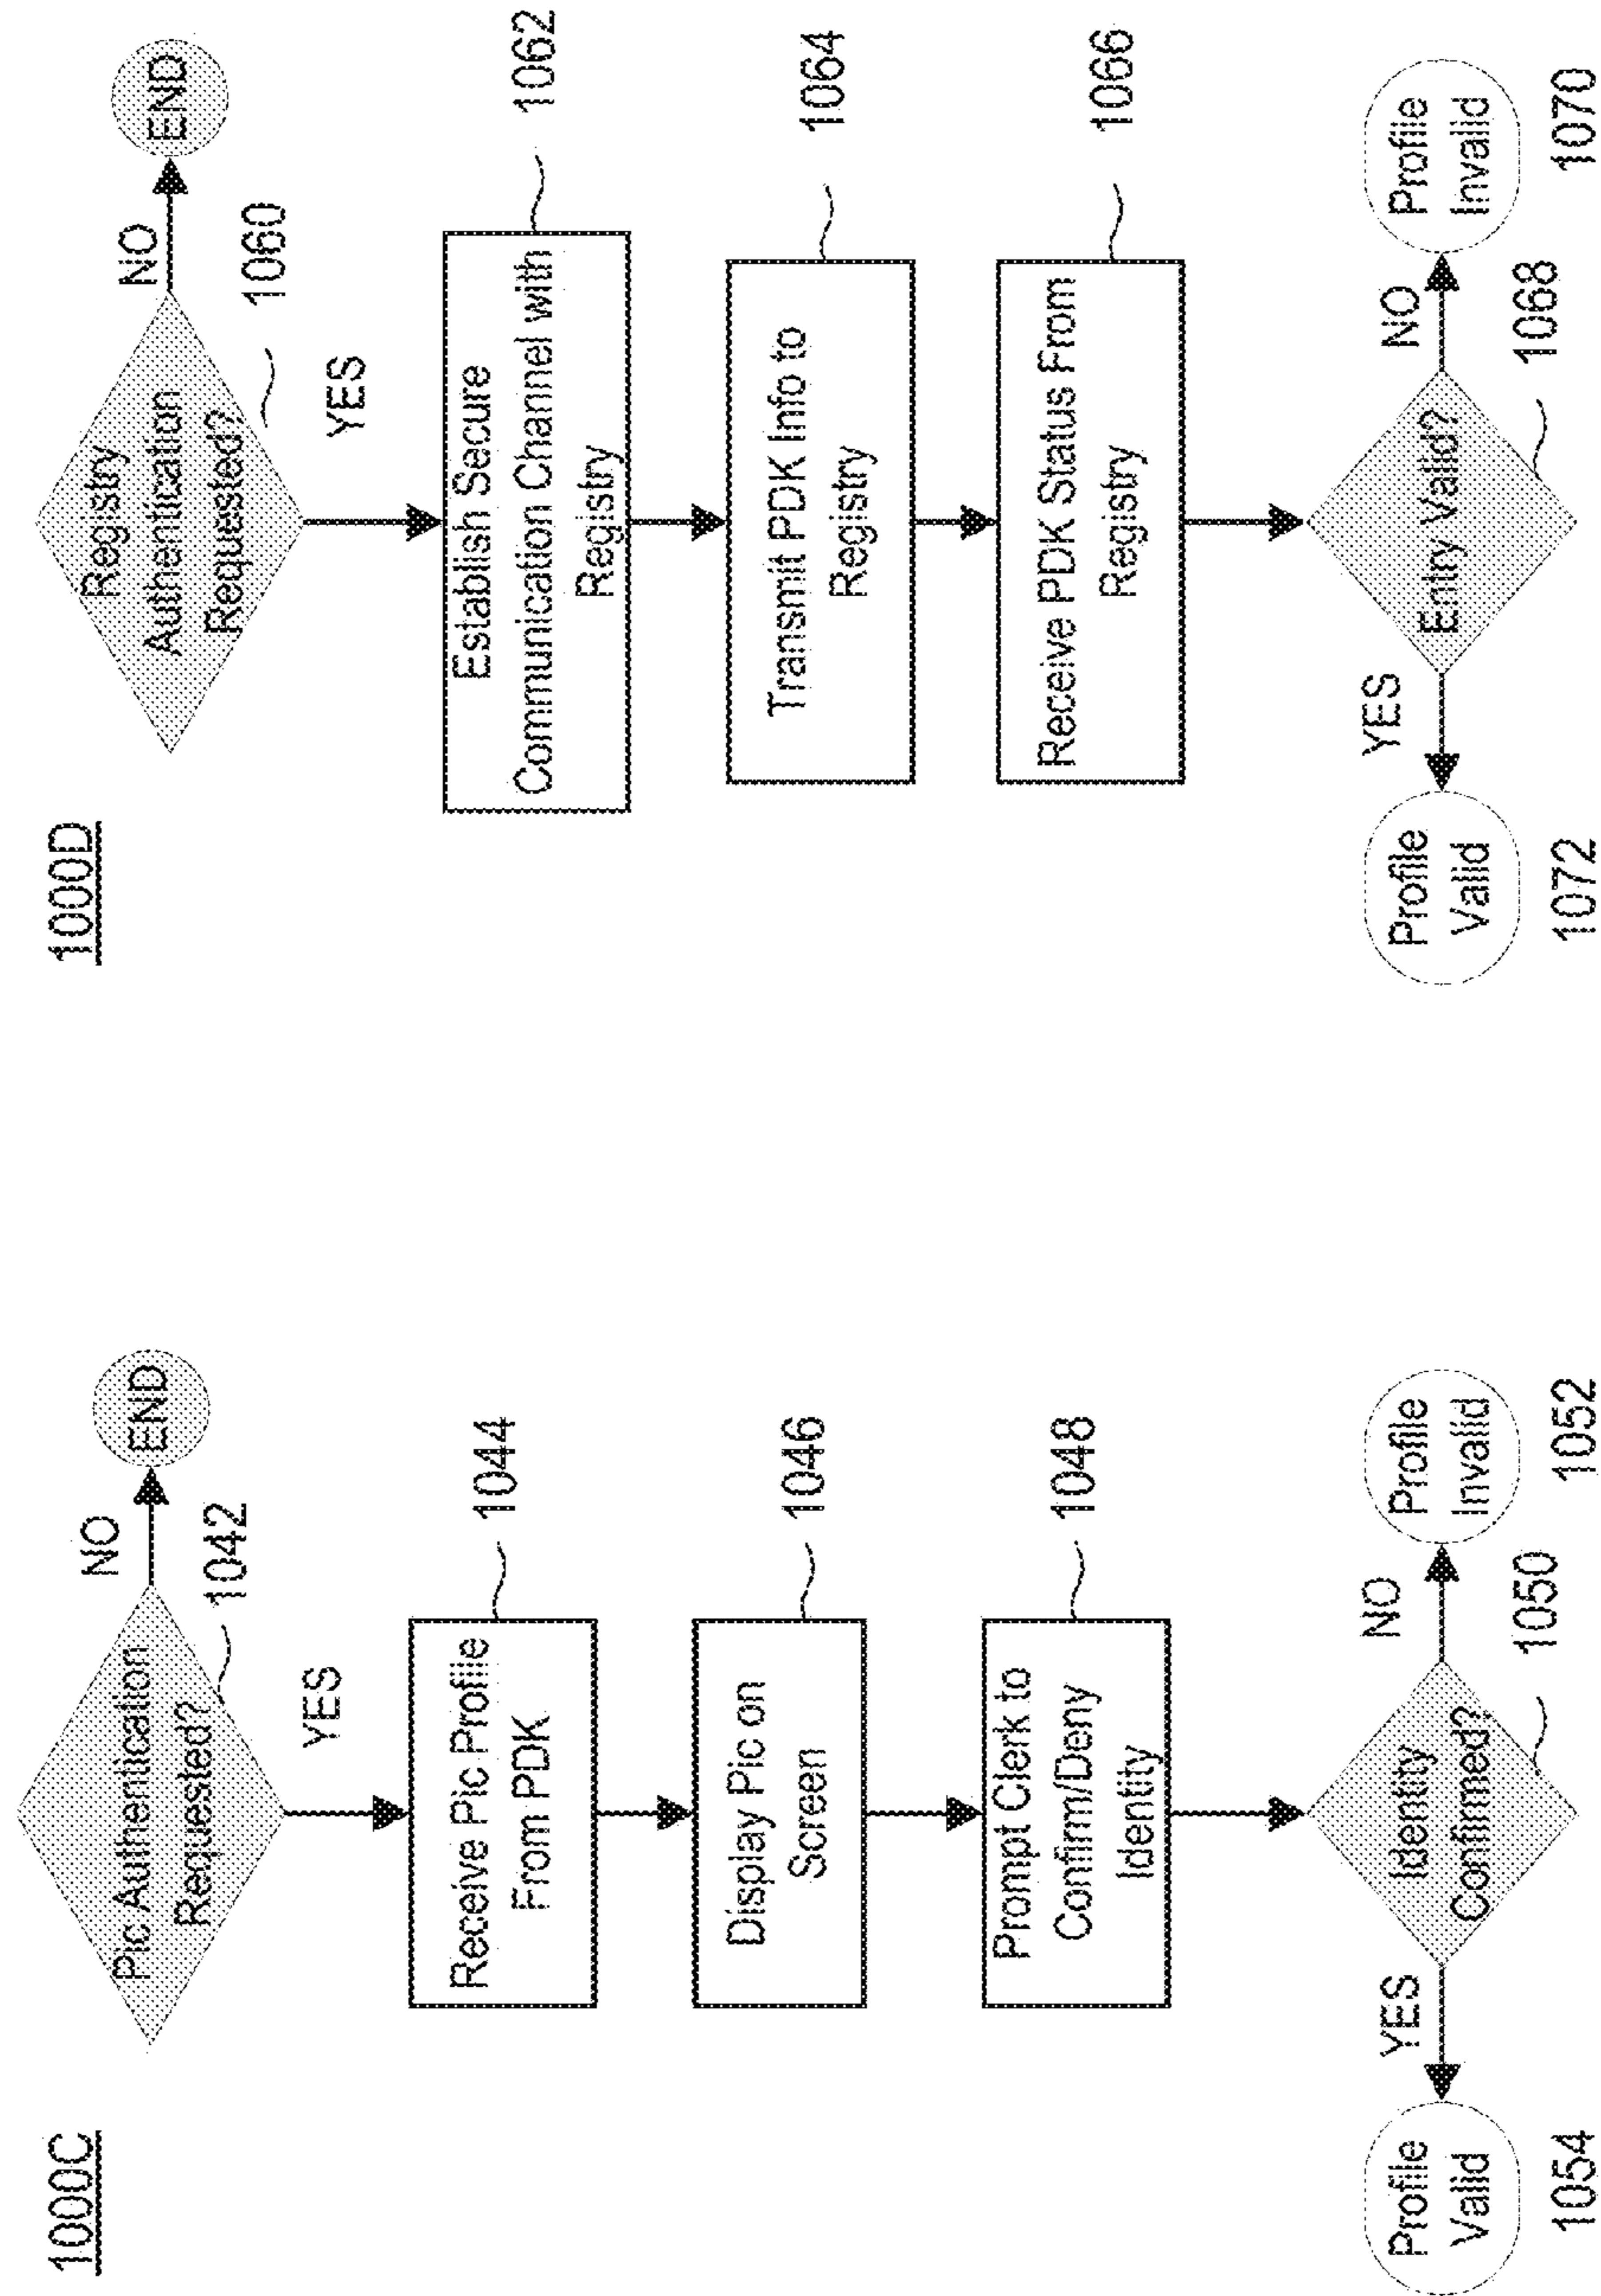 1000C
Pic Authentication
Requested?
1042
NO
END
YES
Receive Pic Profile
From PDK
1044
Display Pic on
Screen
1046
Prompt Clerk to
Confirm/Deny
Identity
1048
Identity
Confirmed?
1050
YES
NO
Profile
Valid
1054
Profile
Invalid
1052
1000D
Registry
Authentication
Requested?
1060
NO
END
YES
Establish Secure
Communication Channel with
Registry
1062
Transmit PDK Info to
Registry
1064
Receive PDK Status From
Registry
1066
Entry Valid?
1068
YES
NO
Profile
Valid
1072
Profile
Invalid
1070